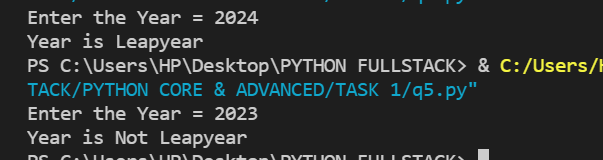 Enter the Year = 2024
Year is Leapyear
PS C:\Users\HP\Desktop\PYTHON FULLSTACK> & C:/Users/
TACK/PYTHON CORE & ADVANCED/TASK 1/q5.py"
Enter the Year = 2023
Year is Not Leapyear
PS C:\Users\HP\Desktop\PYTHON FULLSTACK>